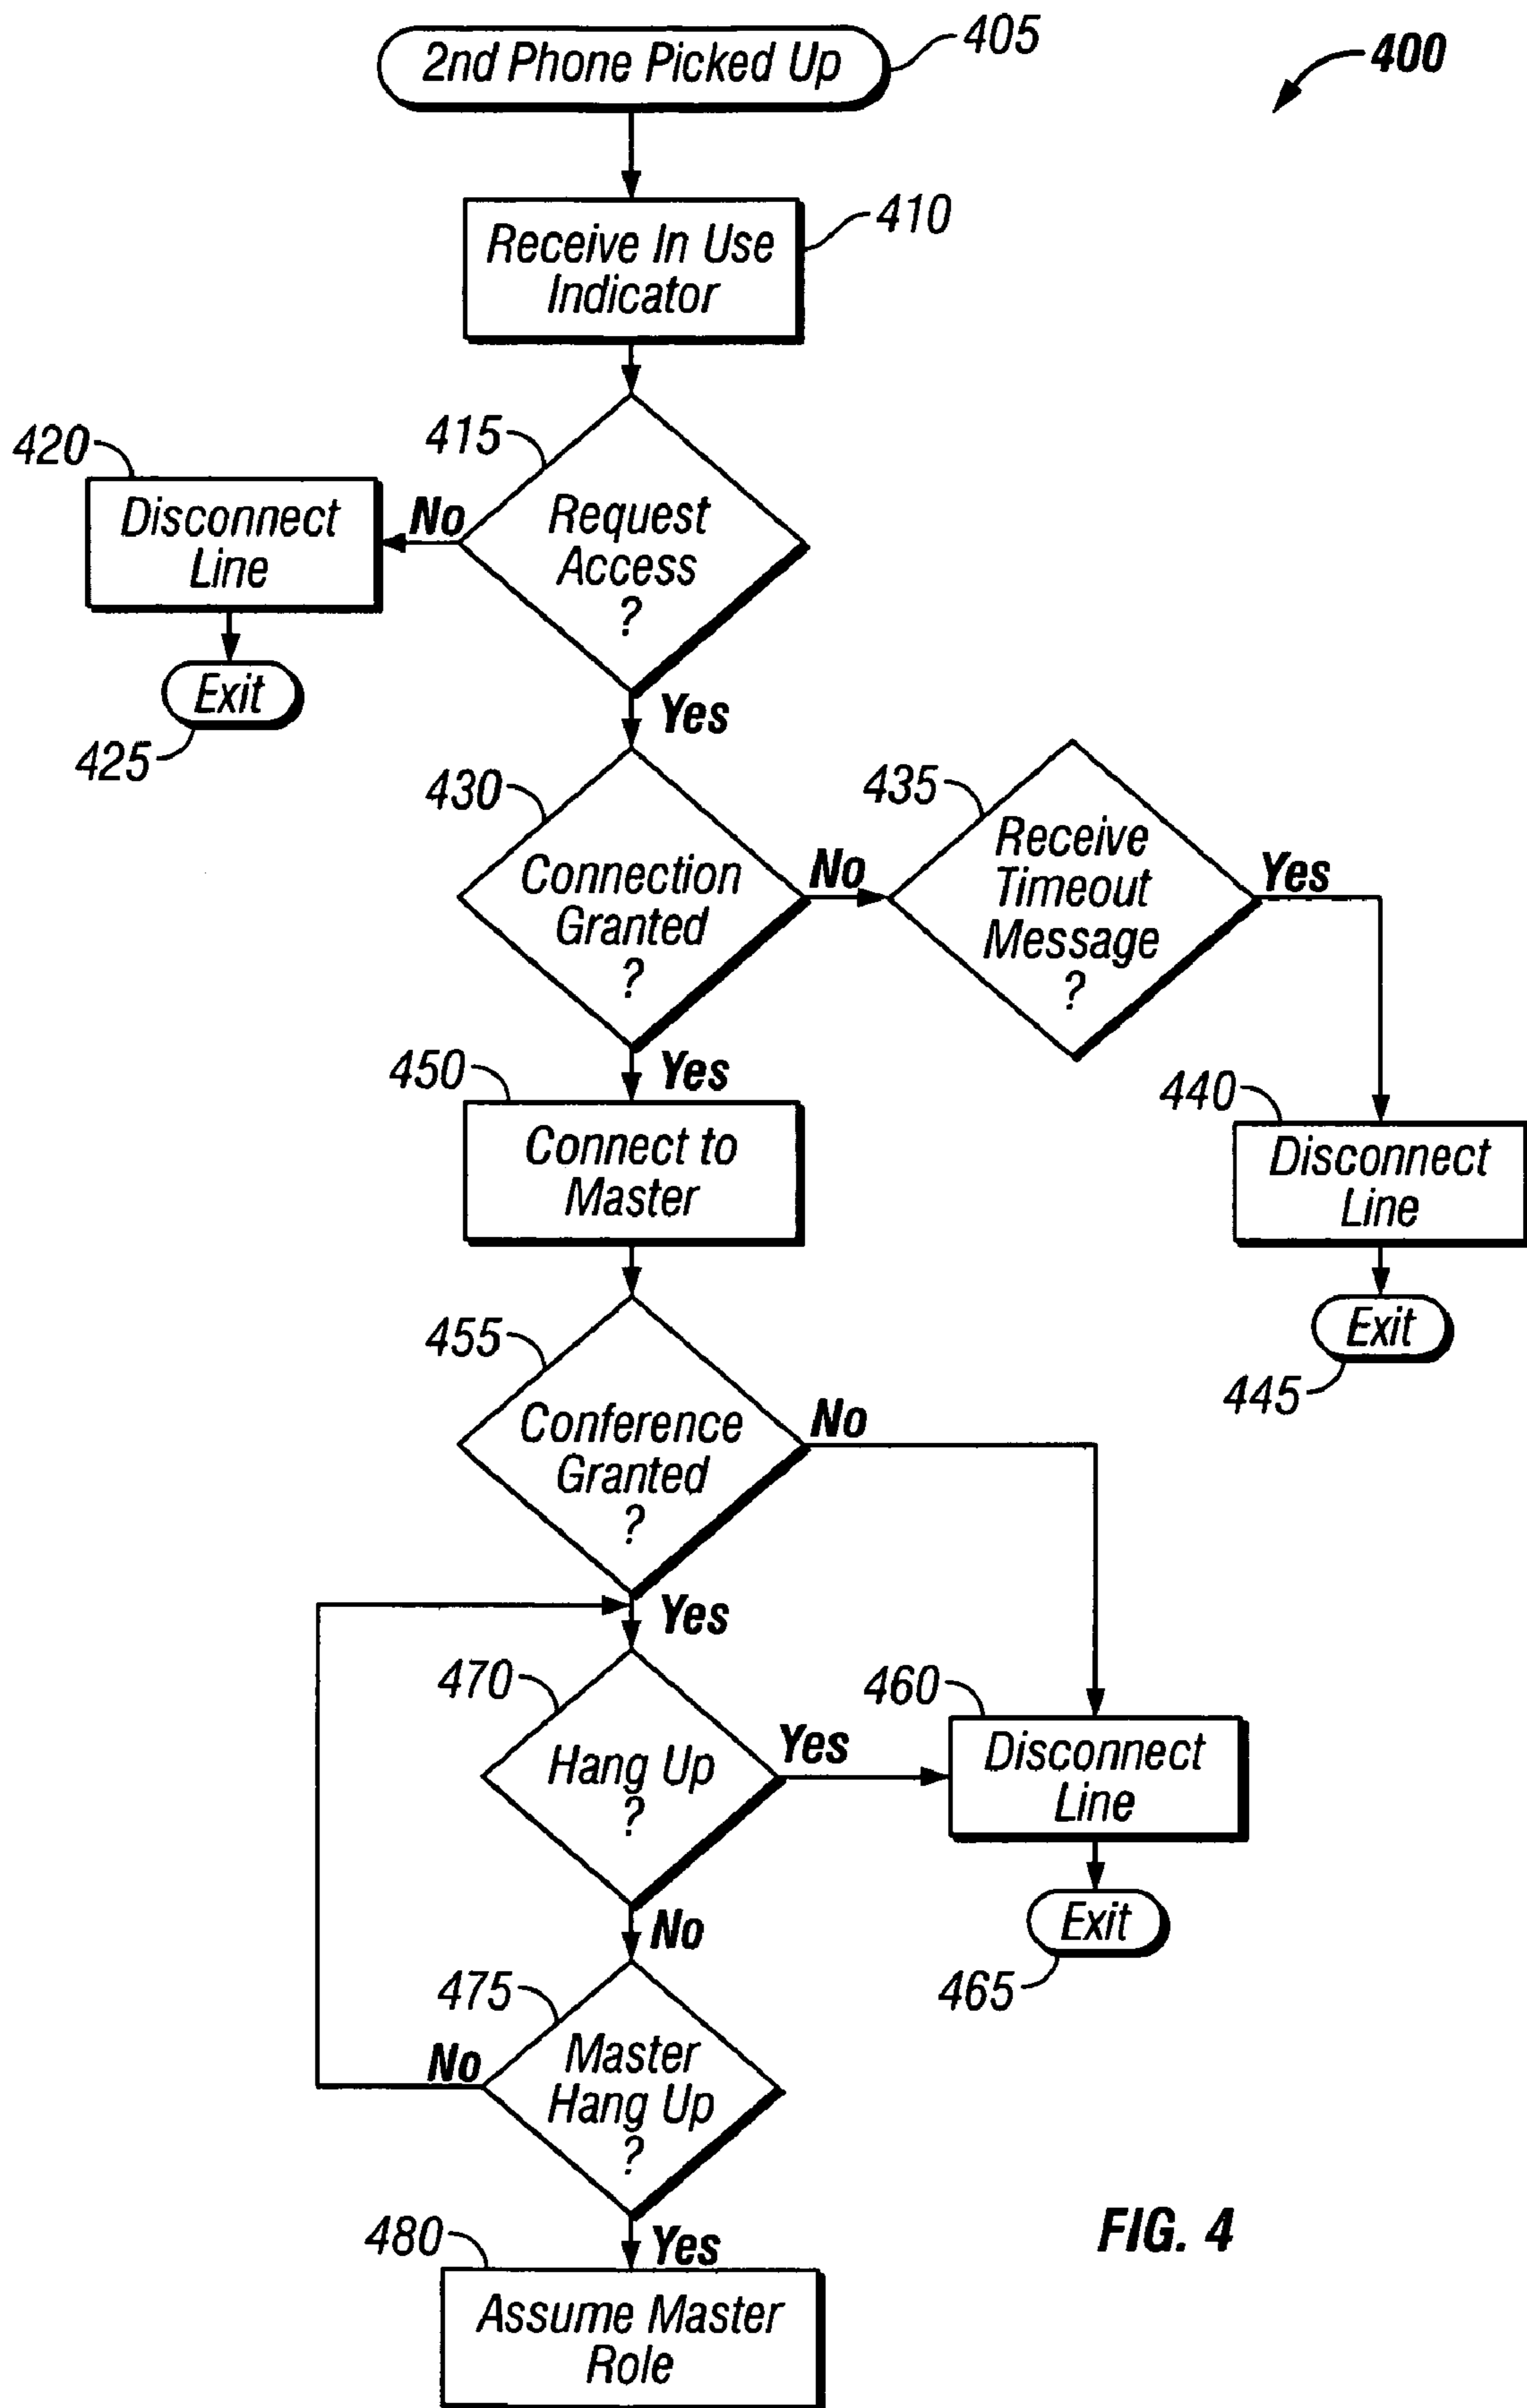 2nd Phone Picked Up
405
400
Receive In Use
Indicator
410
415
Request
Access
?
No
420
Disconnect
Line
Exit
425
Yes
430
Connection
Granted
?
No
435
Receive
Timeout
Message
?
Yes
440
Disconnect
Line
Exit
445
Yes
450
Connect to
Master
455
Conference
Granted
?
No
Yes
470
Hang Up
?
Yes
460
Disconnect
Line
Exit
465
No
475
Master
Hang Up
?
No
Yes
480
Assume Master
Role
FIG. 4